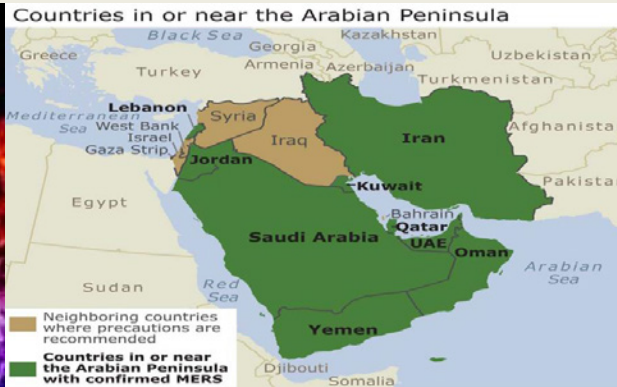 Countries in or near the Arabian Peninsula
Black Sea
Kazakhstan
Georgia
Greece
Armenia
Azerbaijan
Uzbekistan
Turkey
Turkmenistan
Lebanon
Mediterranean
Sea
Syria
West Bank
Israel
Gaza Strip
Iraq
Iran
Afghanistan
Jordan
Kuwait
Pakistan
Egypt
Bahrain
Qatar
Saudi Arabia
UAE
Oman
Arabian
Sea
Sudan
Red
Sea
Yemen
Neighboring countries
where precautions are
recommended
Countries in or near
the Arabian Peninsula
with confirmed MERS
Djibouti
Somalia